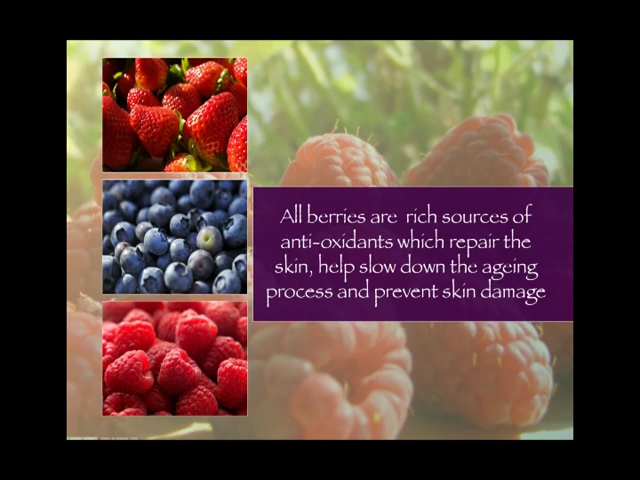 All berries are rich sources of
anti-oxidants which repair the
skin, help slow down the ageing
process and prevent skin damage